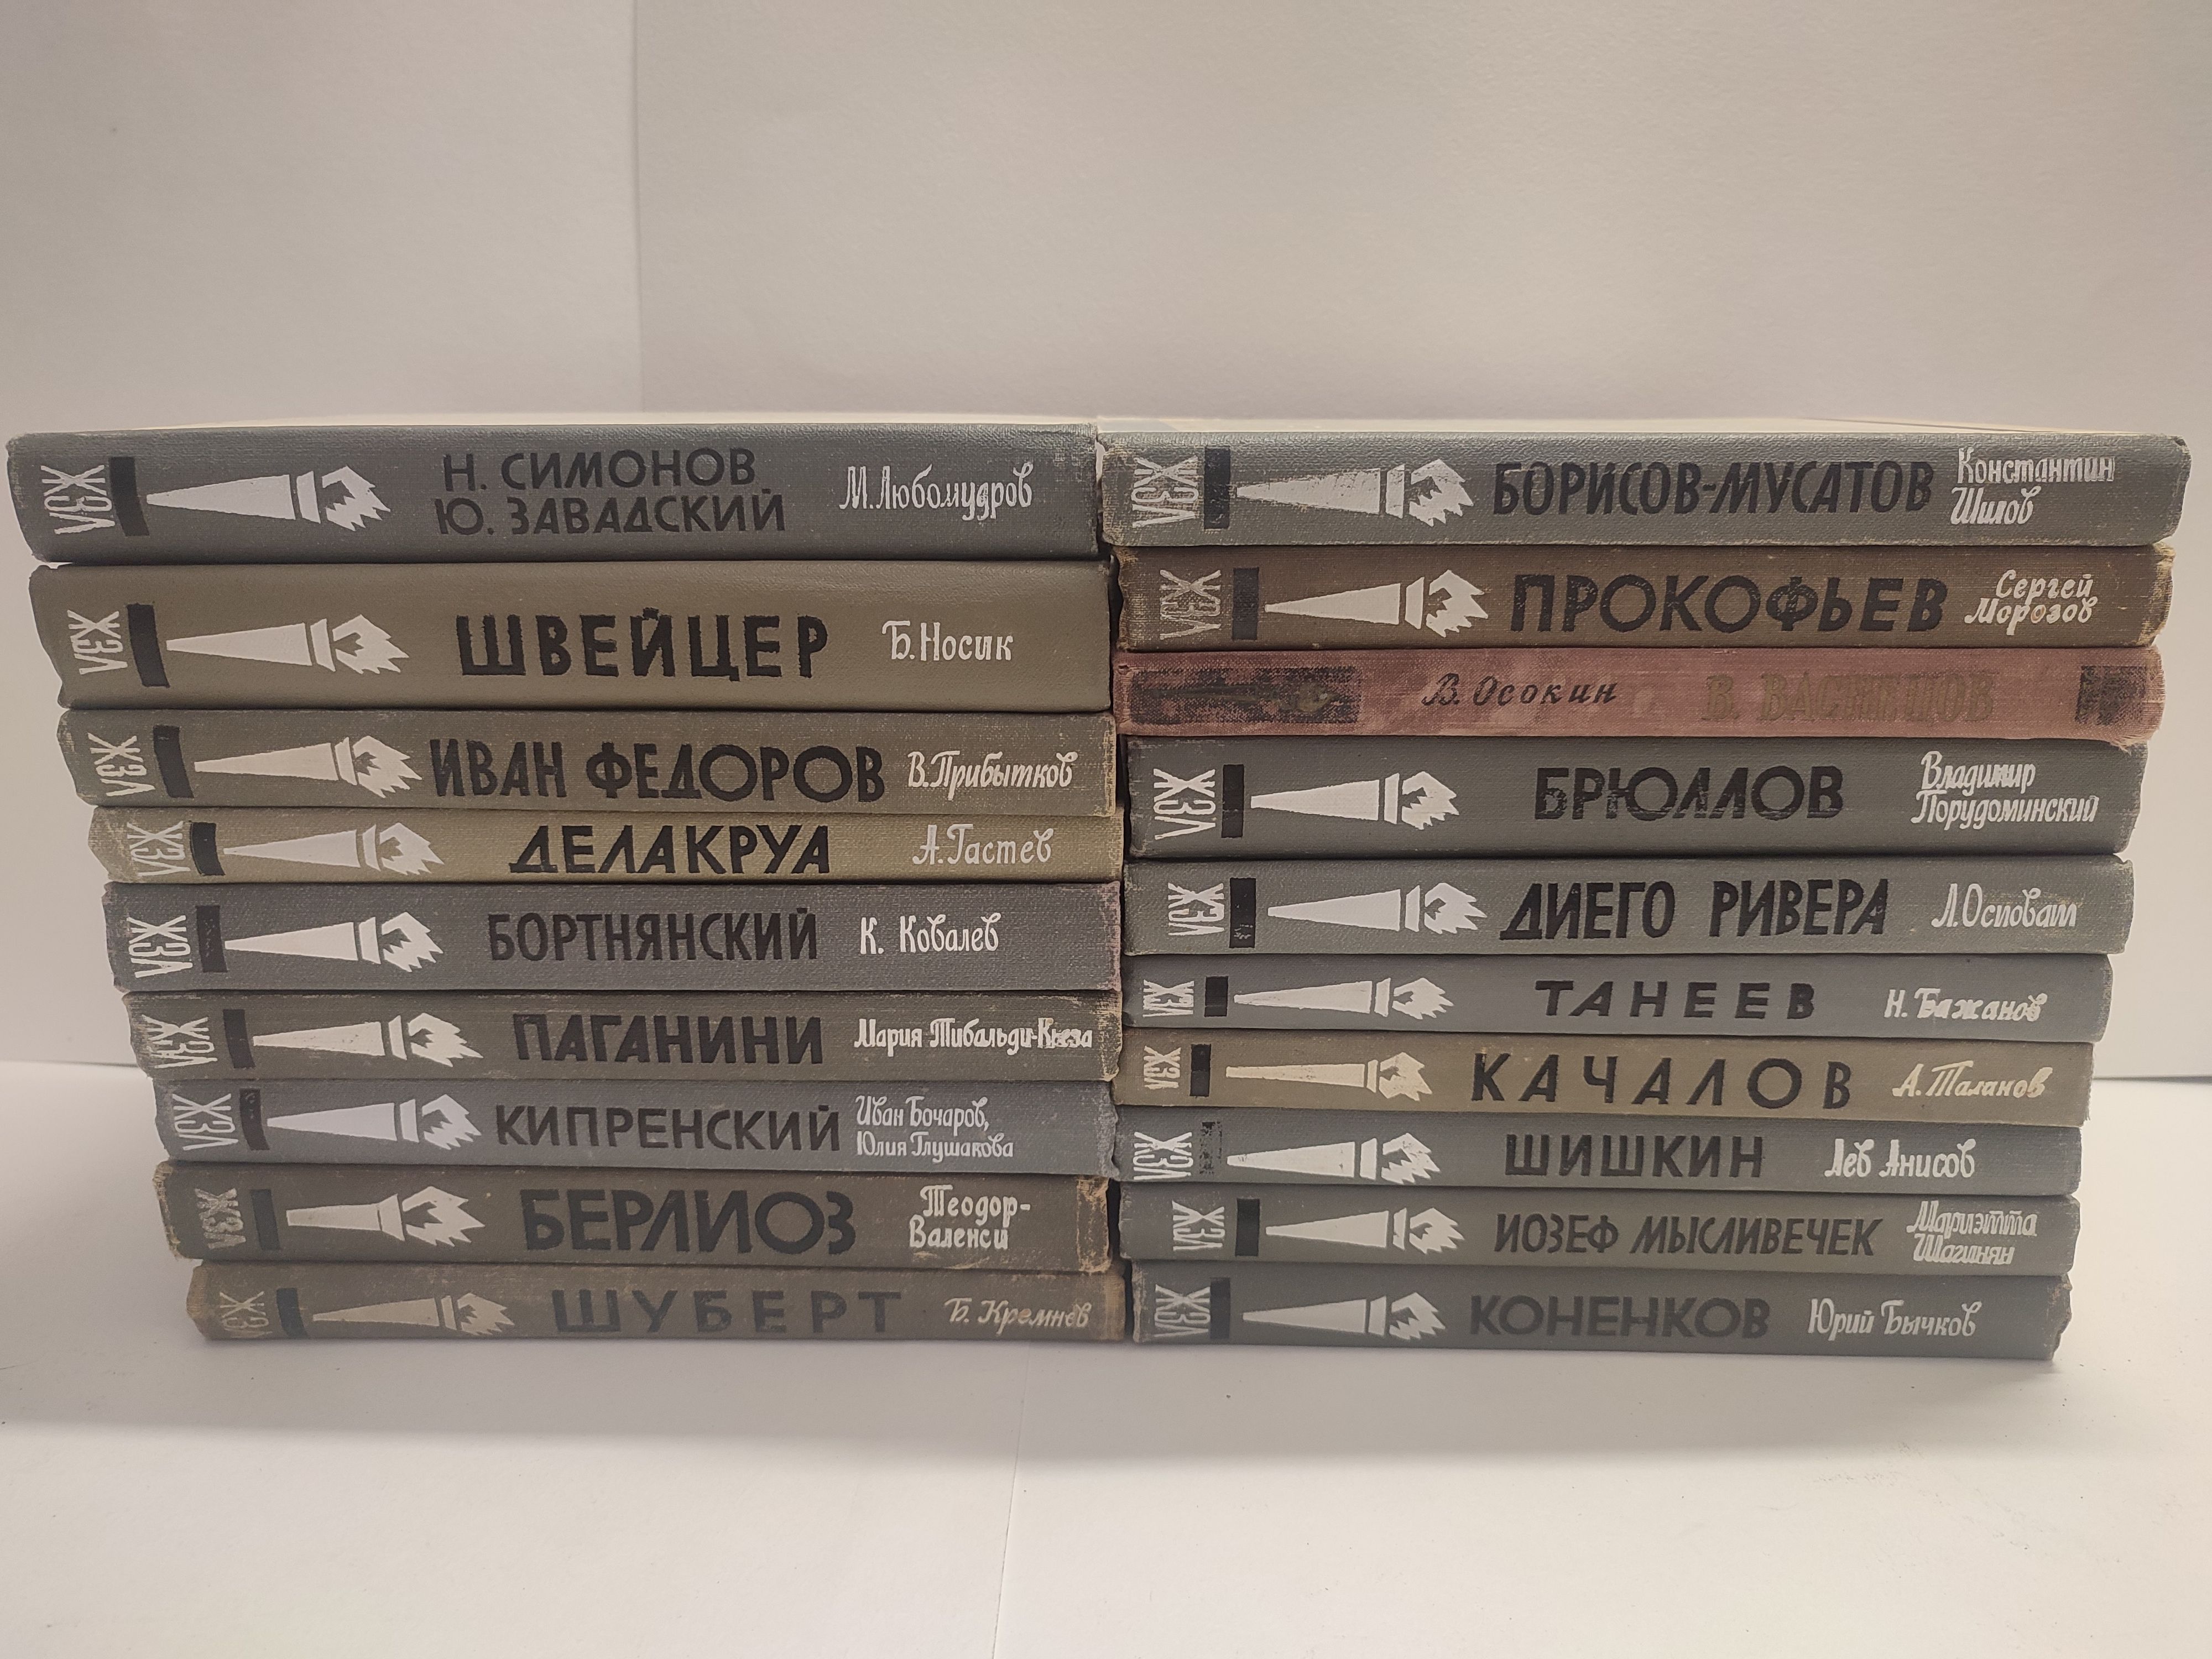 ЖЗЛ
Н. СИМОНОВ
Ю. ЗАВАДСКИЙ
М. Любомудров
ЖЗЛ
ШВЕЙЦЕР
Б. Носик
ЖЗЛ
ИВАН ФЕДОРОВ
В. Прибытков
ЖЗЛ
ДЕЛАКРУА
А. Гастев
ЖЗЛ
БОРТНЯНСКИЙ
К. Ковалев
ЖЗЛ
ПАГАНИНИ
Мария Тибальди-Кьеза
ЖЗЛ
КИПРЕНСКИЙ
Иван Бочаров,
Юлия Глушакова
ЖЗЛ
БЕРЛИОЗ
Теодор-
Валенси
ЖЗЛ
ШУБЕРТ
Б. Кремнев
ЖЗЛ
БОРИСОВ-МУСАТОВ
Константин
Шилов
ЖЗЛ
ПРОКОФЬЕВ
Сергей
Морозов
В. Осокин
В. ВАСНЕЦОВ
ЖЗЛ
БРЮЛЛОВ
Владимир
Порудоминский
ЖЗЛ
ДИЕГО РИВЕРА
Л. Осповат
ЖЗЛ
ТАНЕЕВ
Н. Бажанов
ЖЗЛ
КАЧАЛОВ
А. Таланов
ЖЗЛ
ШИШКИН
Лев Анисов
ЖЗЛ
ИОЗЕФ МЫСЛИВЕЧЕК
Мариэтта
Шагинян
ЖЗЛ
КОНЕНКОВ
Юрий Бычков